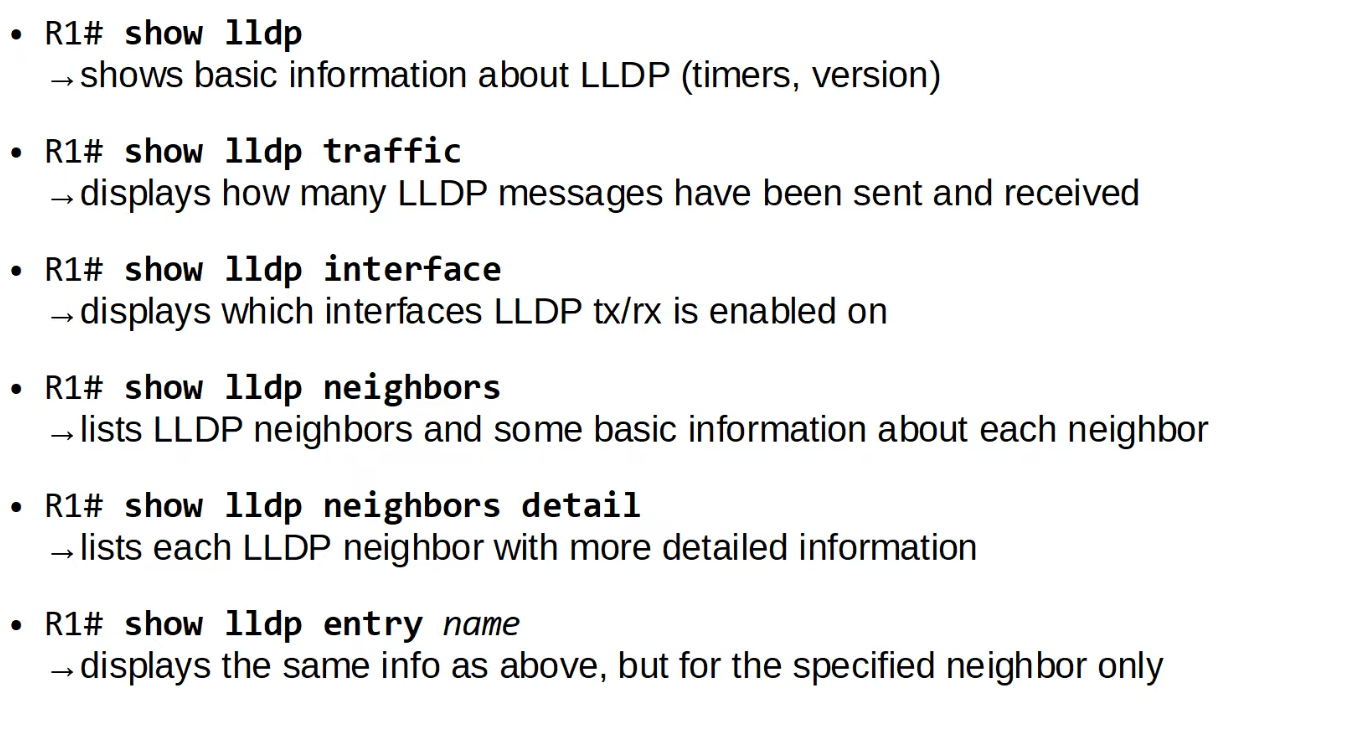 • R1# show lldp
→shows basic information about LLDP (timers, version)
• R1# show lldp traffic
→displays how many LLDP messages have been sent and received
• R1# show lldp interface
→displays which interfaces LLDP tx/rx is enabled on
• R1# show lldp neighbors
→lists LLDP neighbors and some basic information about each neighbor
• R1# show lldp neighbors detail
→lists each LLDP neighbor with more detailed information
• R1# show lldp entry name
→displays the same info as above, but for the specified neighbor only